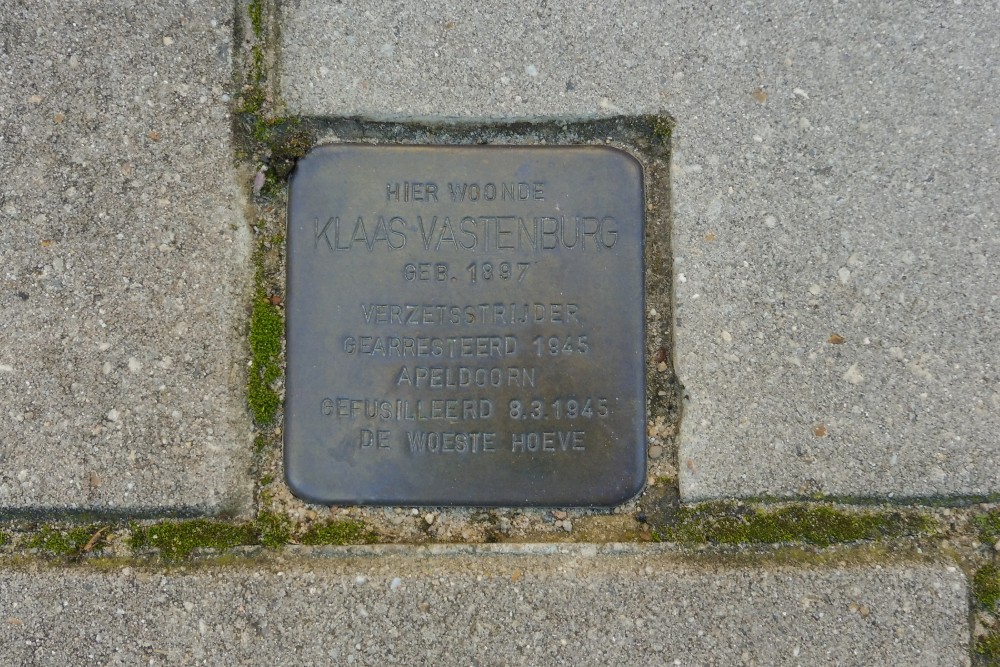 HIER WOONDE
KLAAS VASTENBURG
GEB. 1897
VERZETSSTRIJDER
GEARRESTEERD 1945
APELDOORN
GEFUSILLEERD 8.3.1945
DE WOESTE HOEVE